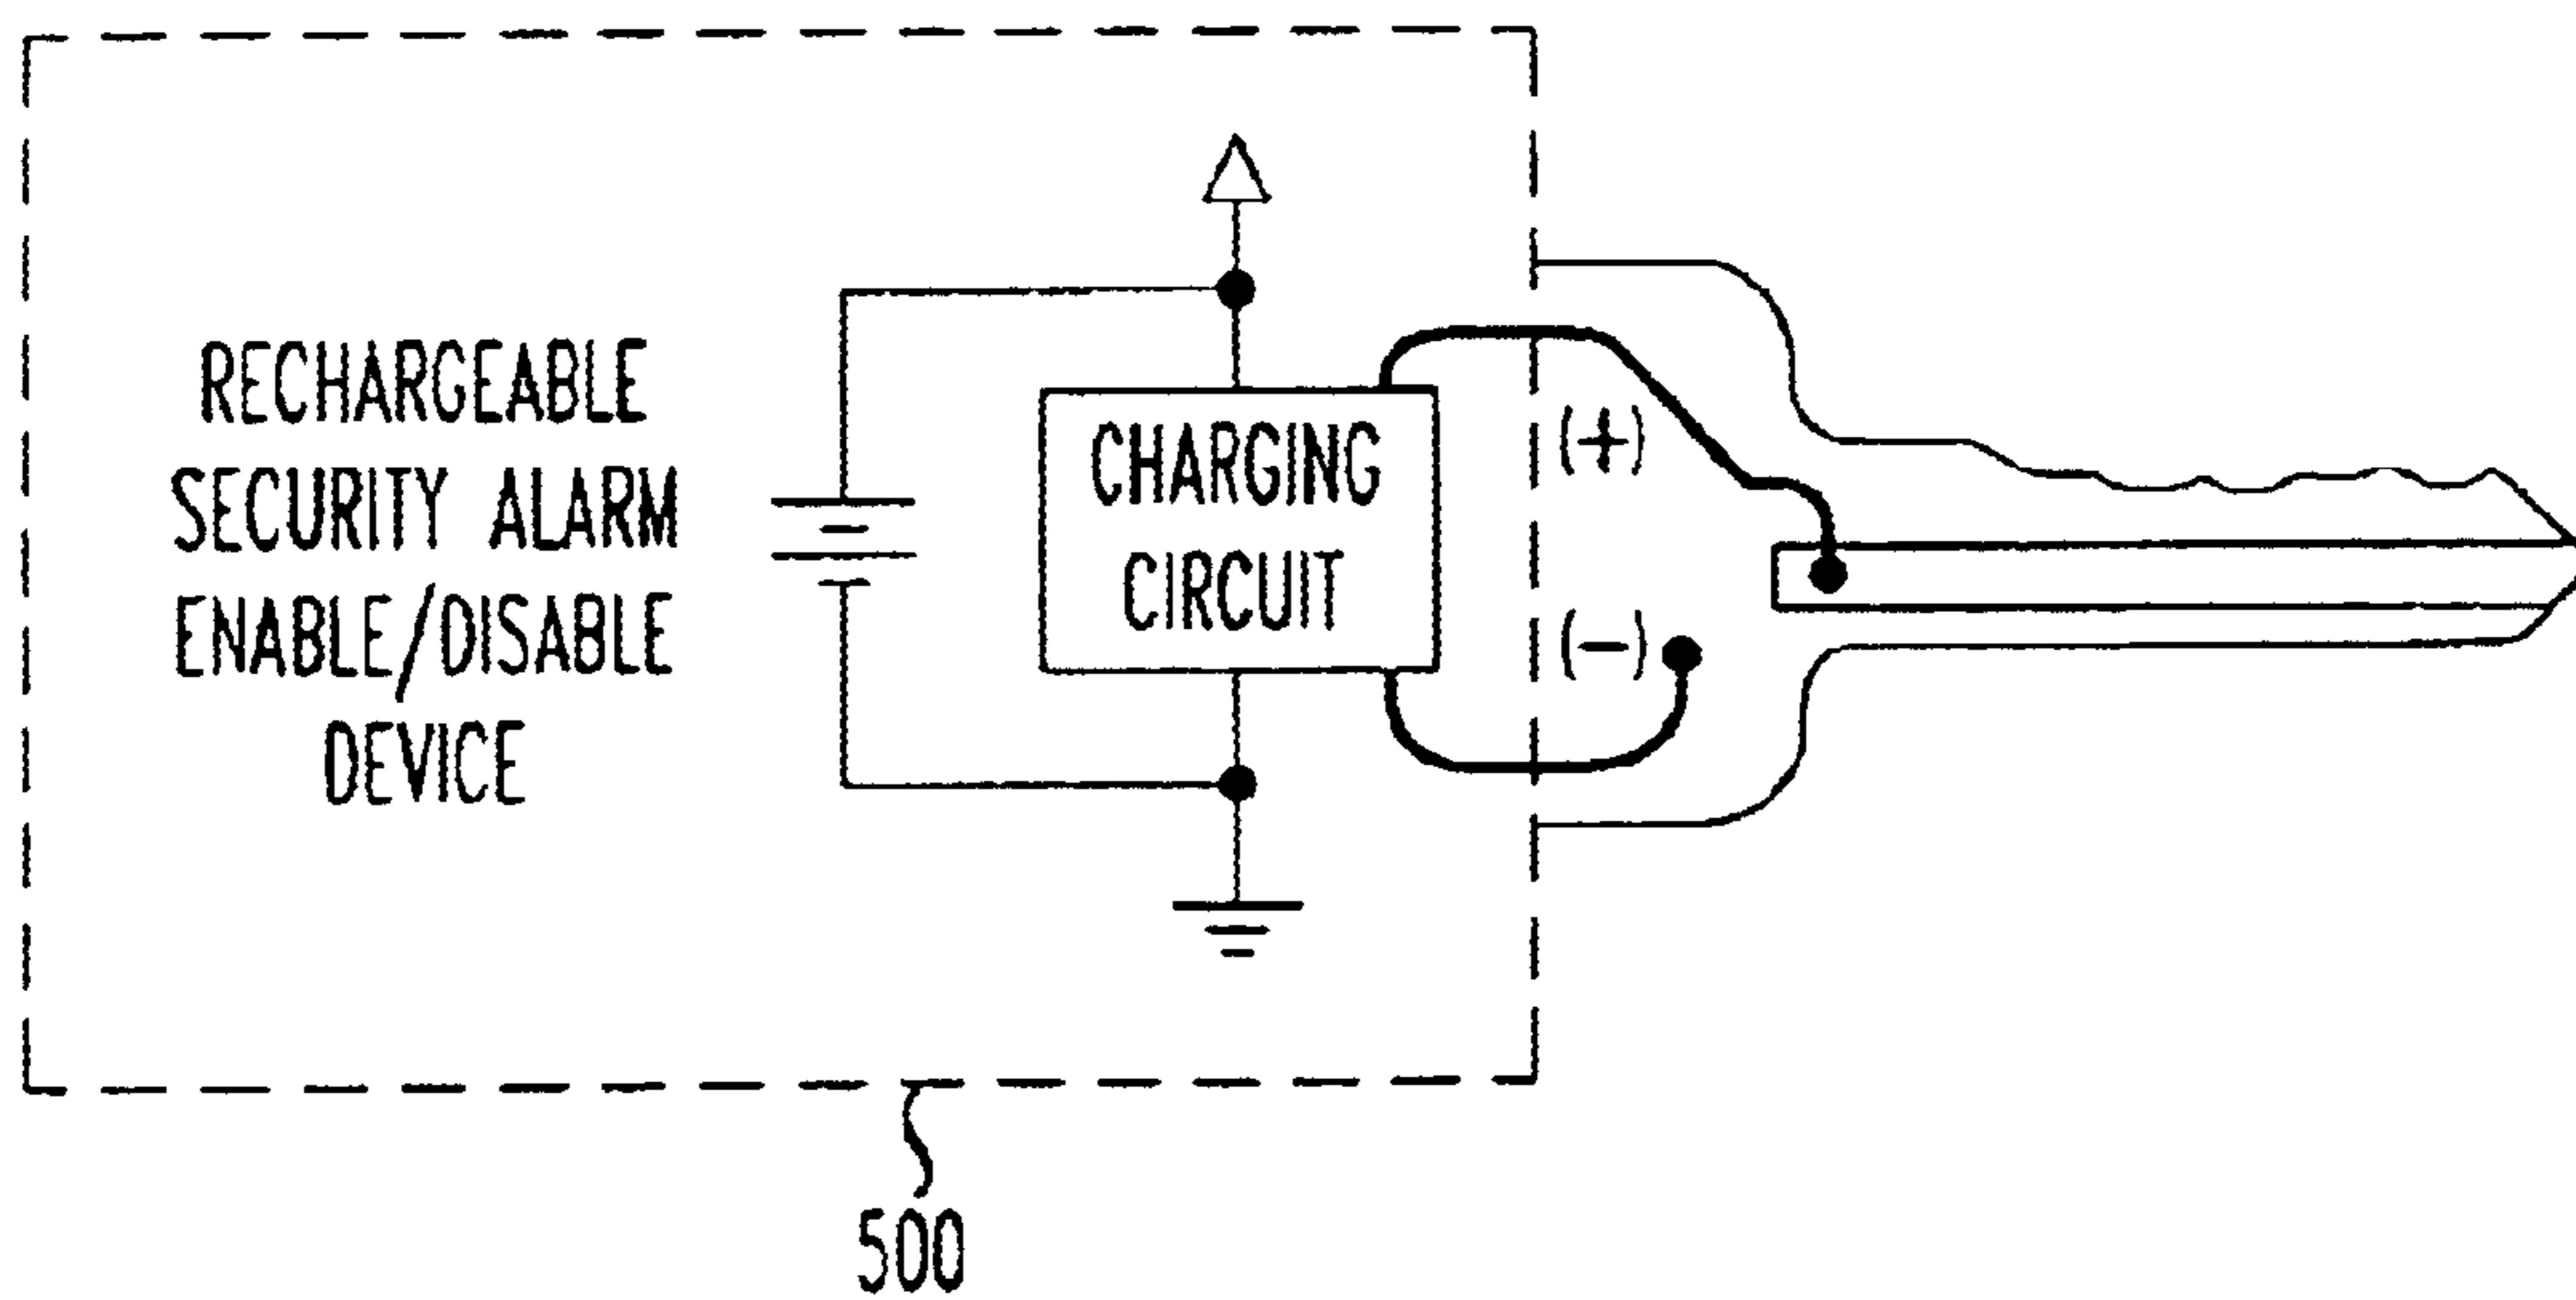 RECHARGEABLE
SECURITY ALARM
ENABLE/DISABLE
DEVICE
CHARGING
CIRCUIT
(+)
(−)
500